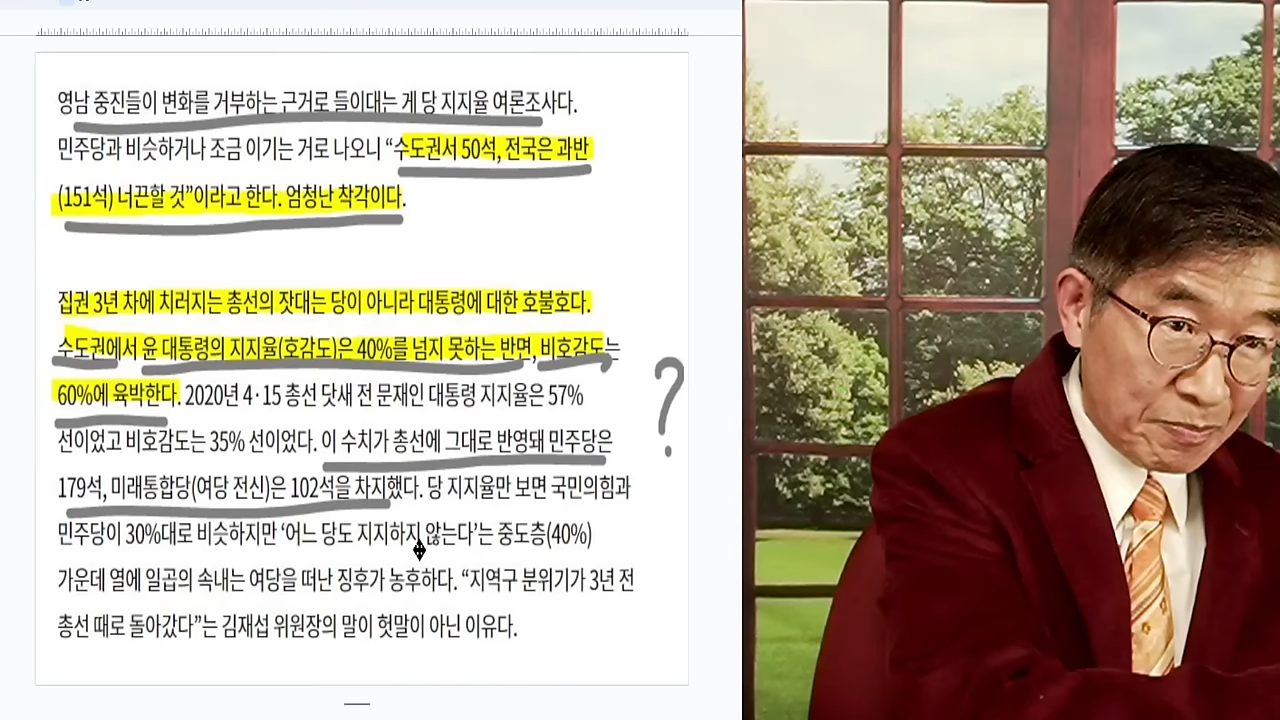 영남 중진들이 변화를 거부하는 근거로 들이대는 게 당 지지율 여론조사다.
민주당과 비슷하거나 조금 이기는 거로 나오니 “수도권서 50석, 전국은 과반
(151석) 너끈할 것”이라고 한다. 엄청난 착각이다.
집권 3년 차에 치러지는 총선의 잣대는 당이 아니라 대통령에 대한 호불호다.
수도권에서 윤 대통령의 지지율(호감도)은 40%를 넘지 못하는 반면, 비호감도는
60%에 육박한다. 2020년 4·15 총선 닷새 전 문재인 대통령 지지율은 57%
선이었고 비호감도는 35% 선이었다. 이 수치가 총선에 그대로 반영돼 민주당은
179석, 미래통합당(여당 전신)은 102석을 차지했다. 당 지지율만 보면 국민의힘과
민주당이 30%대로 비슷하지만 ‘어느 당도 지지하지 않는다’는 중도층(40%)
가운데 열에 일곱의 속내는 여당을 떠난 징후가 농후하다. “지역구 분위기가 3년 전
총선 때로 돌아갔다”는 김재섭 위원장의 말이 헛말이 아닌 이유다.
?